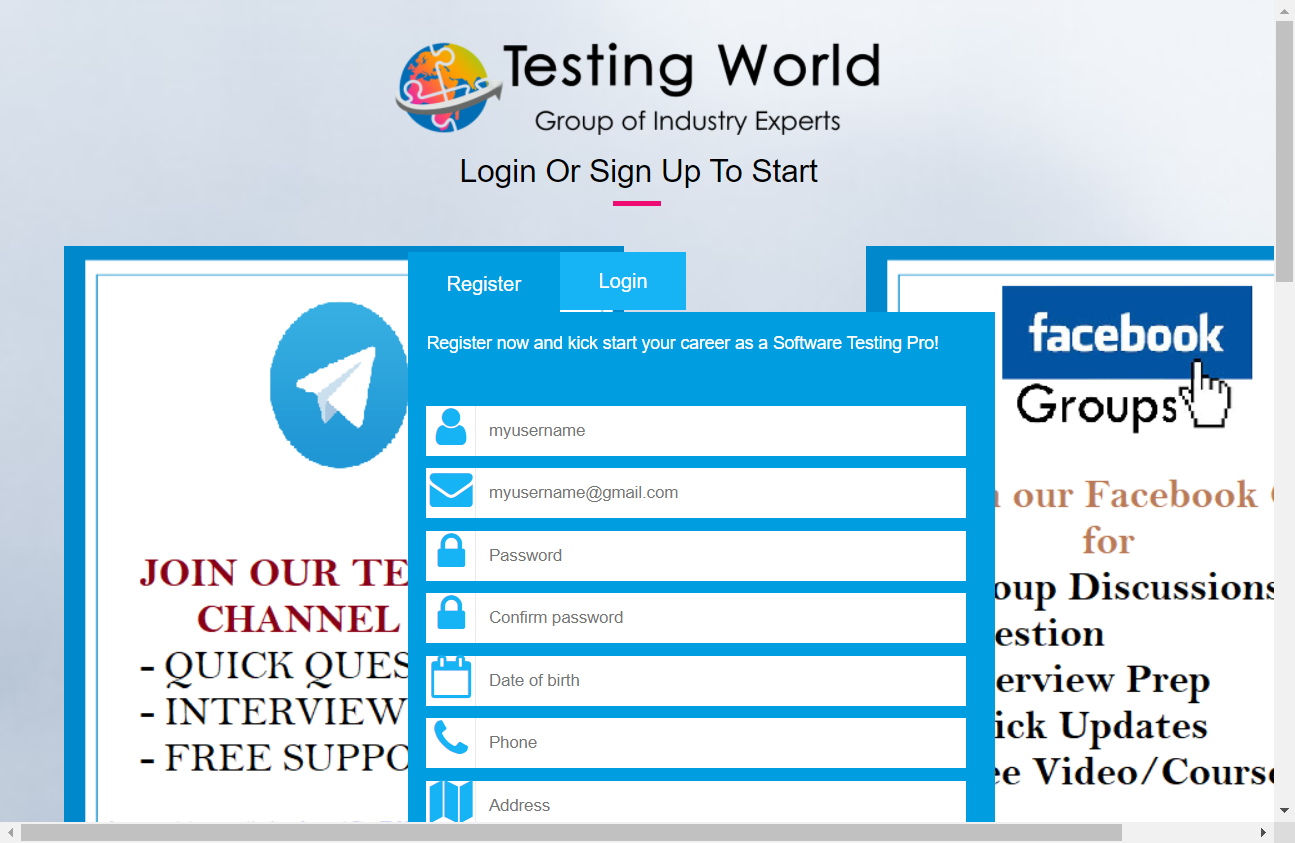 Testing World
Group of Industry Experts
Login Or Sign Up To Start
Register
Login
Register now and kick start your career as a Software Testing Pro!
myusername
myusername@gmail.com
Password
Confirm password
Date of birth
Phone
Address
JOIN OUR TE
CHANNEL
- QUICK QUES
- INTERVIEW
- FREE SUPPO
facebook
Groups
our Facebook
for
oup Discussions
estion
erview Prep
ick Updates
ee Video/Course